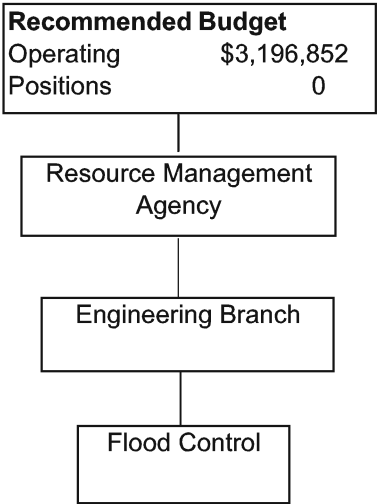 Recommended Budget
Operating $3,196,852
Positions 0
Resource Management
Agency
Engineering Branch
Flood Control